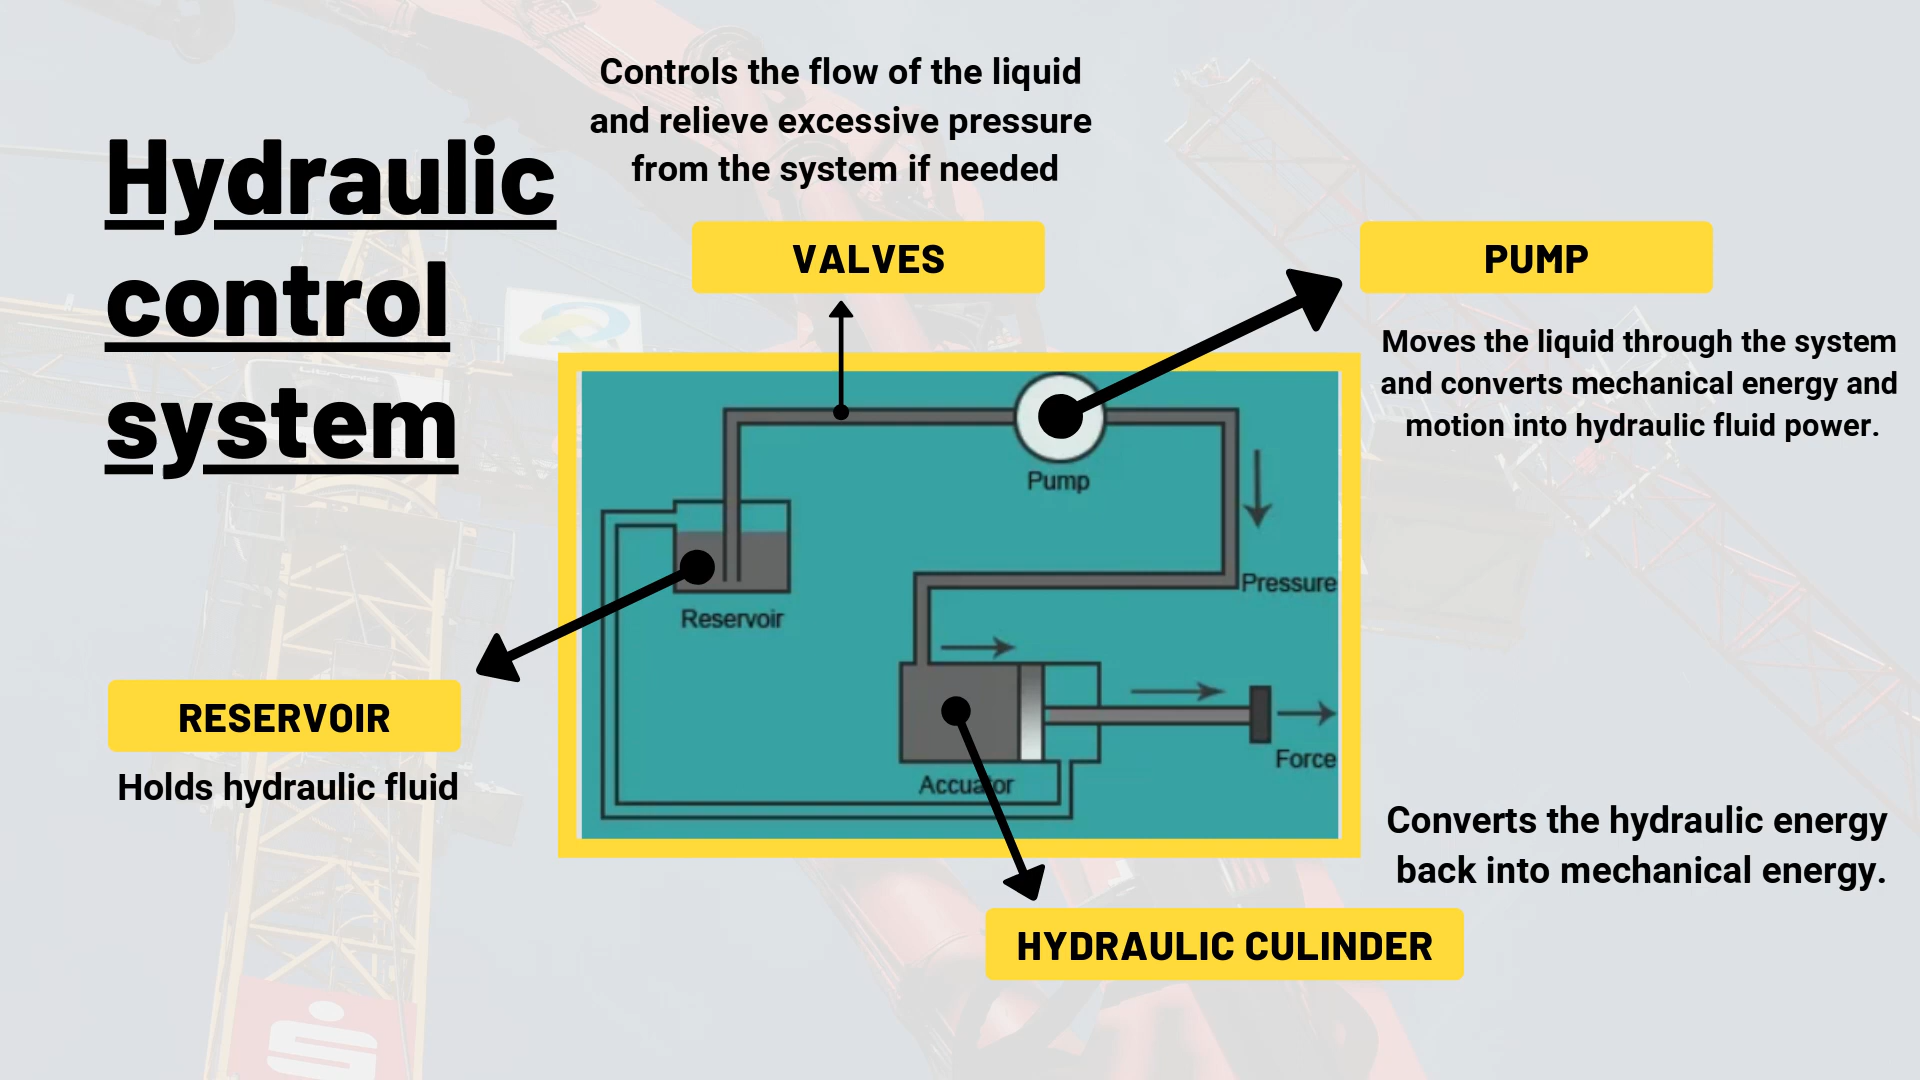 Hydraulic
control
system
Controls the flow of the liquid
and relieve excessive pressure
from the system if needed
VALVES
PUMP
Moves the liquid through the system
and converts mechanical energy and
motion into hydraulic fluid power.
Pump
Pressure
Reservoir
RESERVOIR
Holds hydraulic fluid
Force
Converts the hydraulic energy
back into mechanical energy.
HYDRAULIC CULINDER